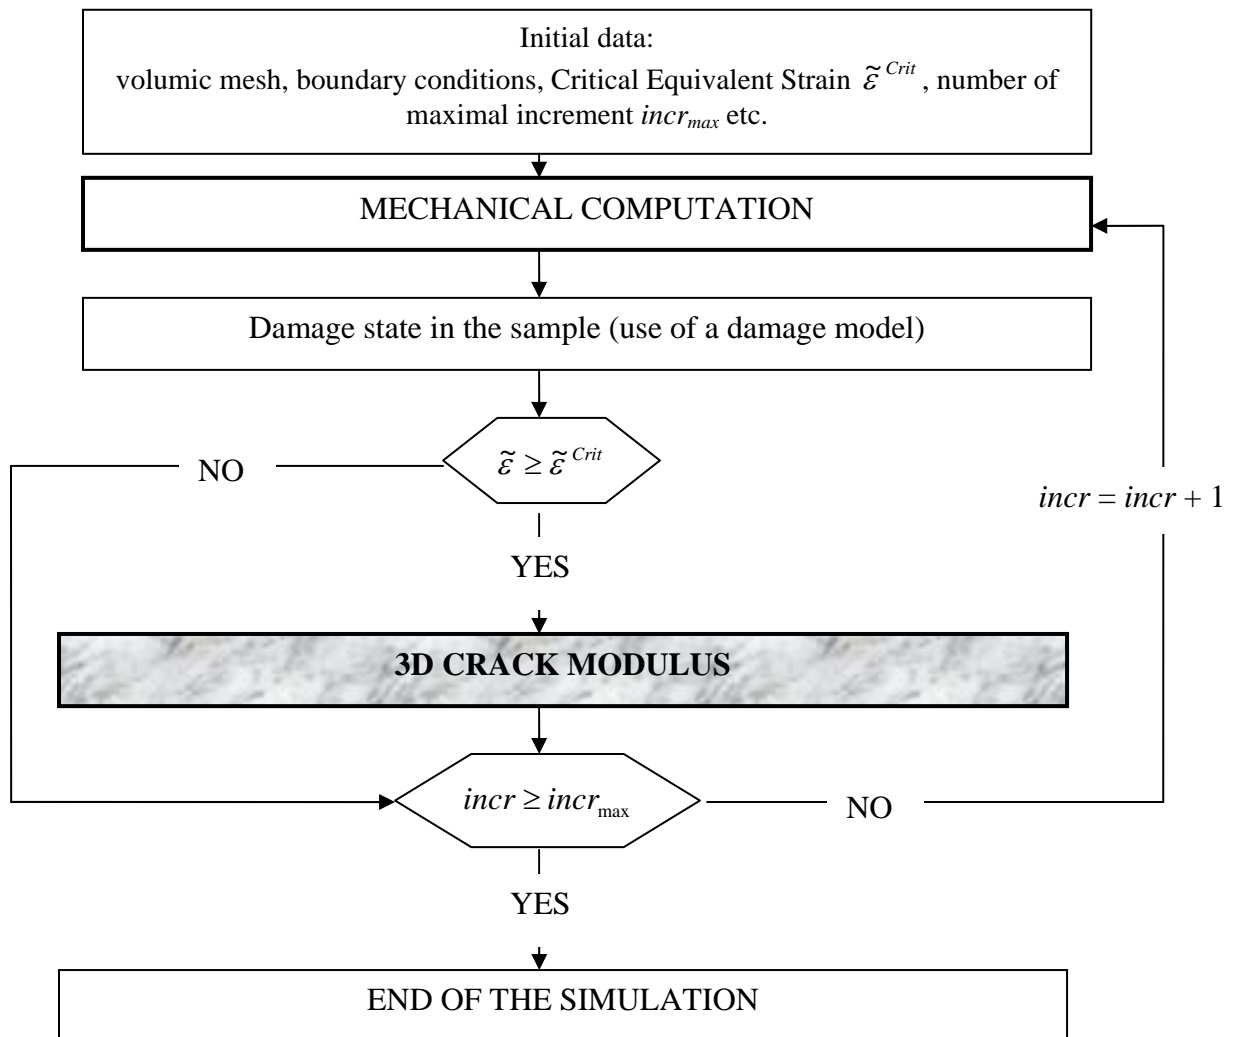 Initial data:
volumic mesh, boundary conditions, Critical Equivalent Strain ε̃ ^Crit , number of
maximal increment incr_max etc.
MECHANICAL COMPUTATION
Damage state in the sample (use of a damage model)
ε̃ ≥ ε̃ ^Crit
NO
incr = incr + 1
YES
3D CRACK MODULUS
incr ≥ incr_max
NO
YES
END OF THE SIMULATION